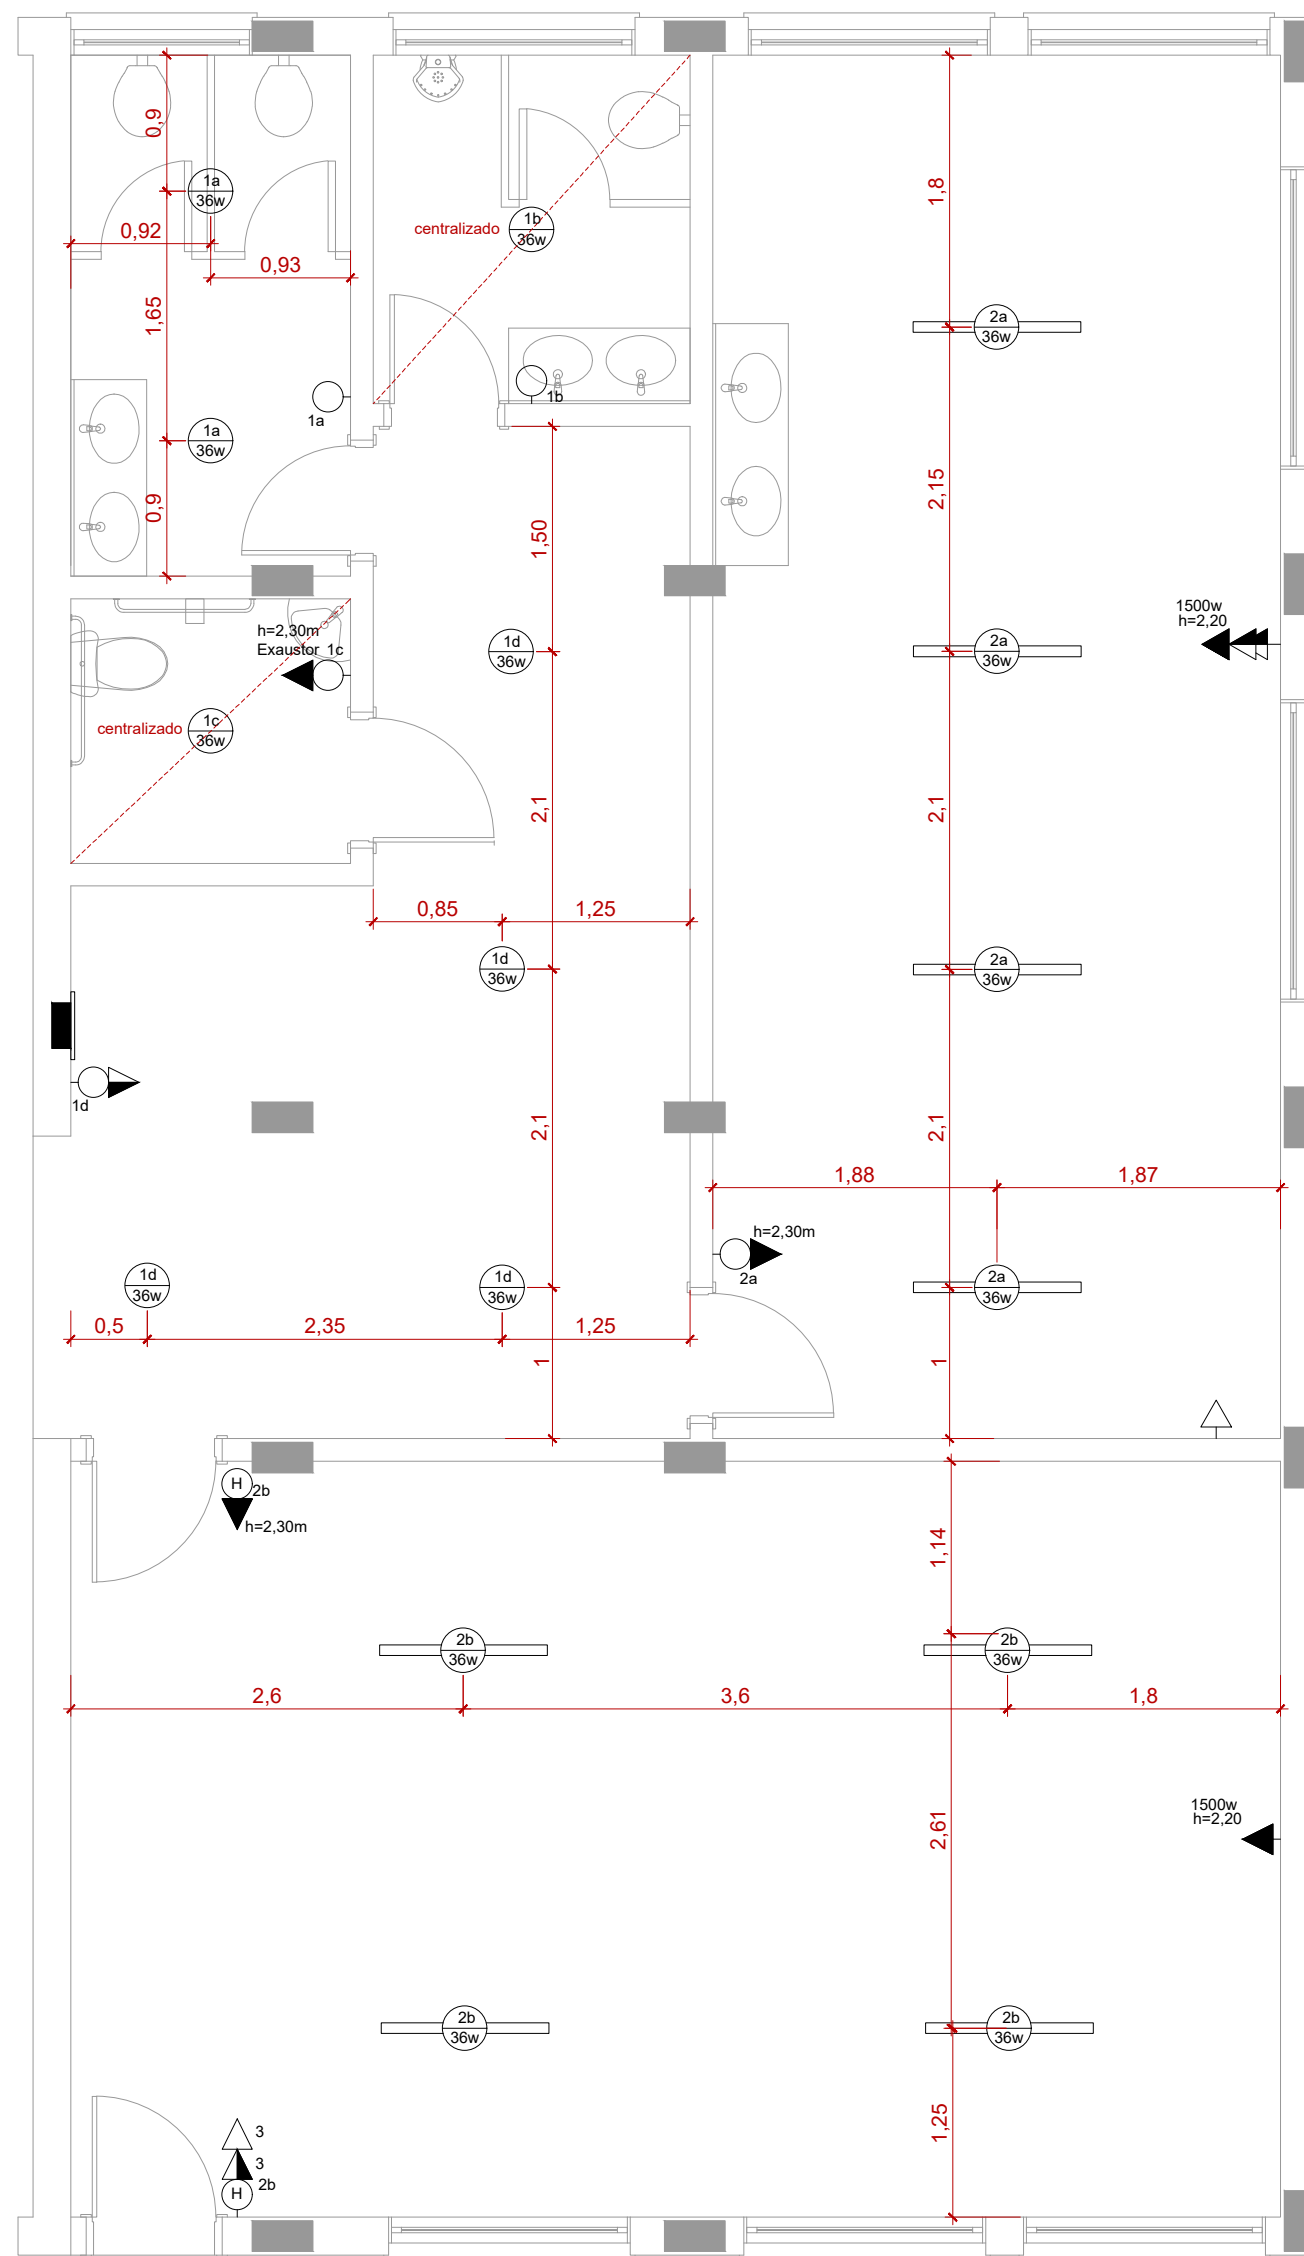 0,9
1a
36w
0,92
0,93
1,65
1a
1a
36w
0,9
centralizado
1b
36w
1b
1,8
2a
36w
2,15
1,50
h=2,30m
Exaustor 1c
1d
36w
2a
36w
1500w
h=2,20
centralizado
1c
36w
2,1
2,1
0,85
1,25
1d
36w
2a
36w
1d
2,1
2,1
1,88
1,87
h=2,30m
2a
1d
36w
1d
36w
2a
36w
0,5
2,35
1,25
1
1
H
2b
h=2,30m
1,14
2b
36w
2b
36w
2,6
3,6
1,8
1500w
h=2,20
2,61
2b
36w
2b
36w
1,25
3
3
2b
H